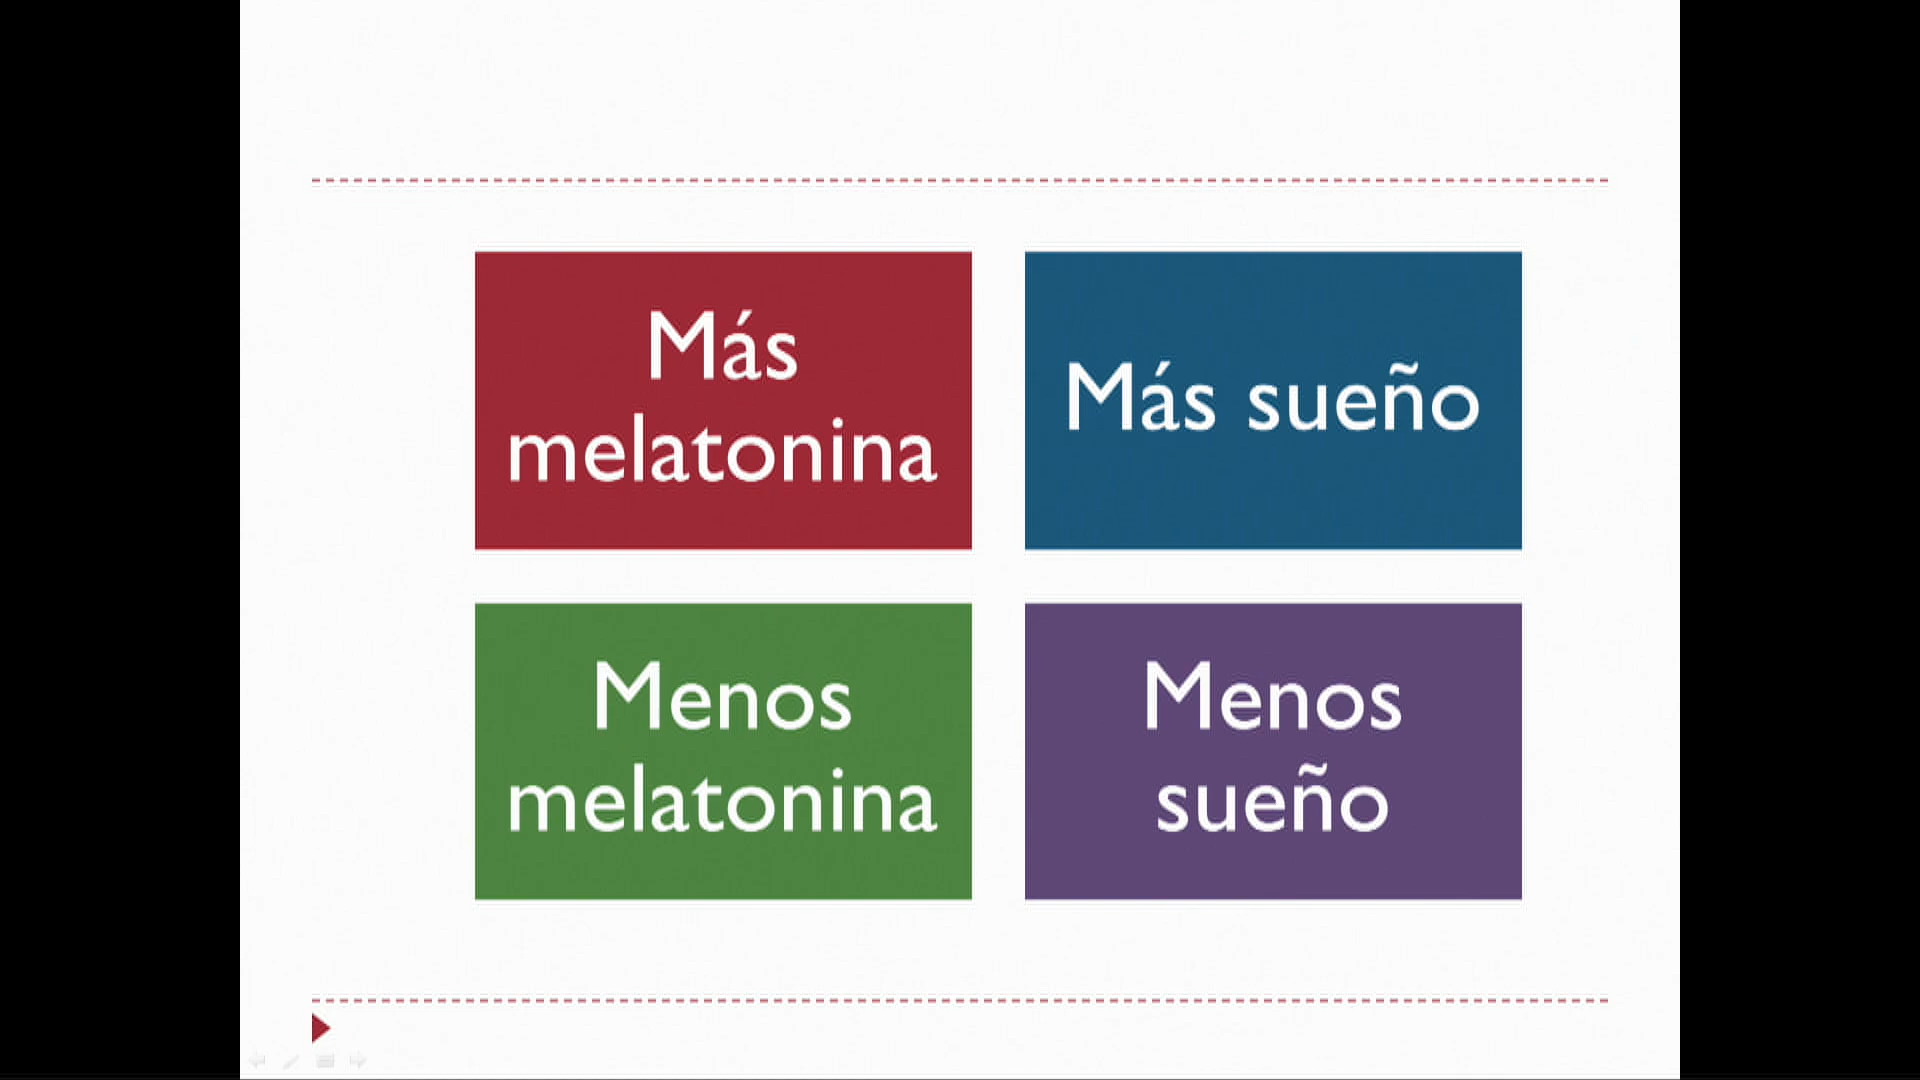 Más
melatonina
Más sueño
Menos
melatonina
Menos
sueño